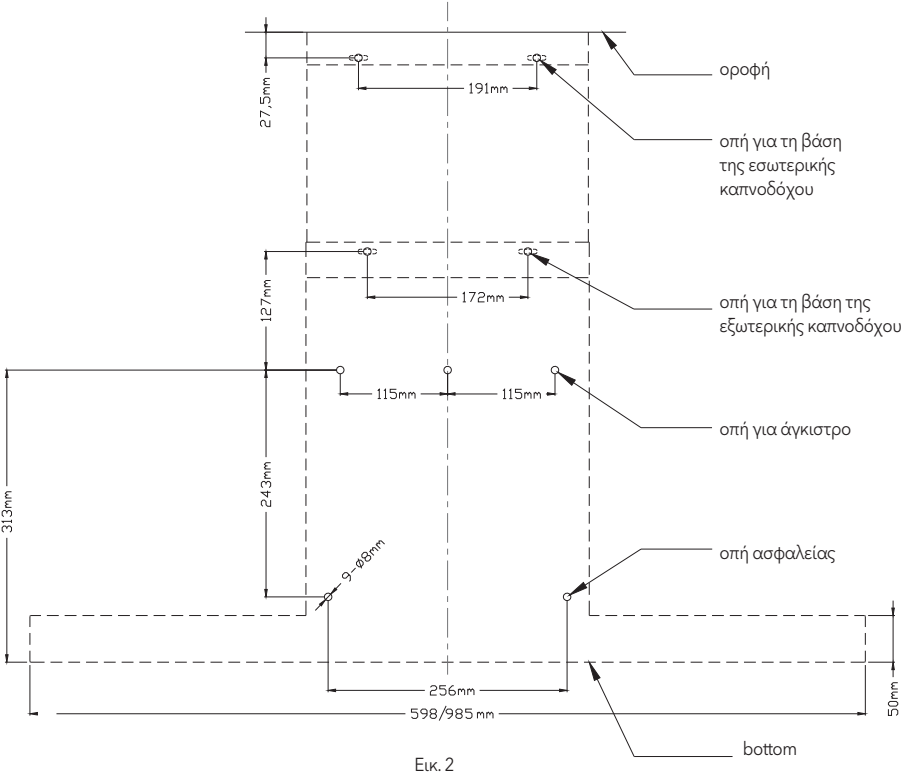 οροφή
27,5mm
191mm
οπή για τη βάση
της εσωτερικής
καπνοδόχου
127mm
172mm
οπή για τη βάση της
εξωτερικής καπνοδόχου
115mm
115mm
οπή για άγκιστρο
243mm
313mm
9-ø8mm
οπή ασφαλείας
256mm
50mm
598/985mm
bottom
Εικ. 2